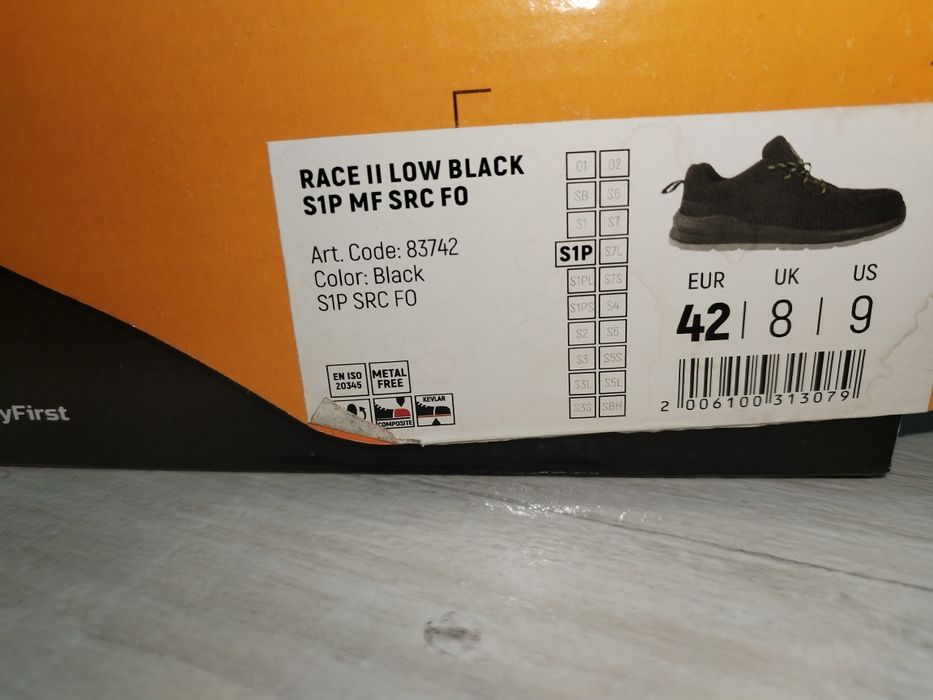 RACE II LOW BLACK
S1P MF SRC FO
Art. Code: 83742
Color: Black
S1P SRC FO
EN ISO
20345
METAL
FREE
COMPOSITE
KEVLAR
O1 O2
SB S6
S1 S7
S1P S7L
S1PL S7S
S1PS S4
S2 S5
S3 S5S
S3L S5L
S3S SBH
EUR UK US
42 | 8 | 9
2 006100 313079
yFirst